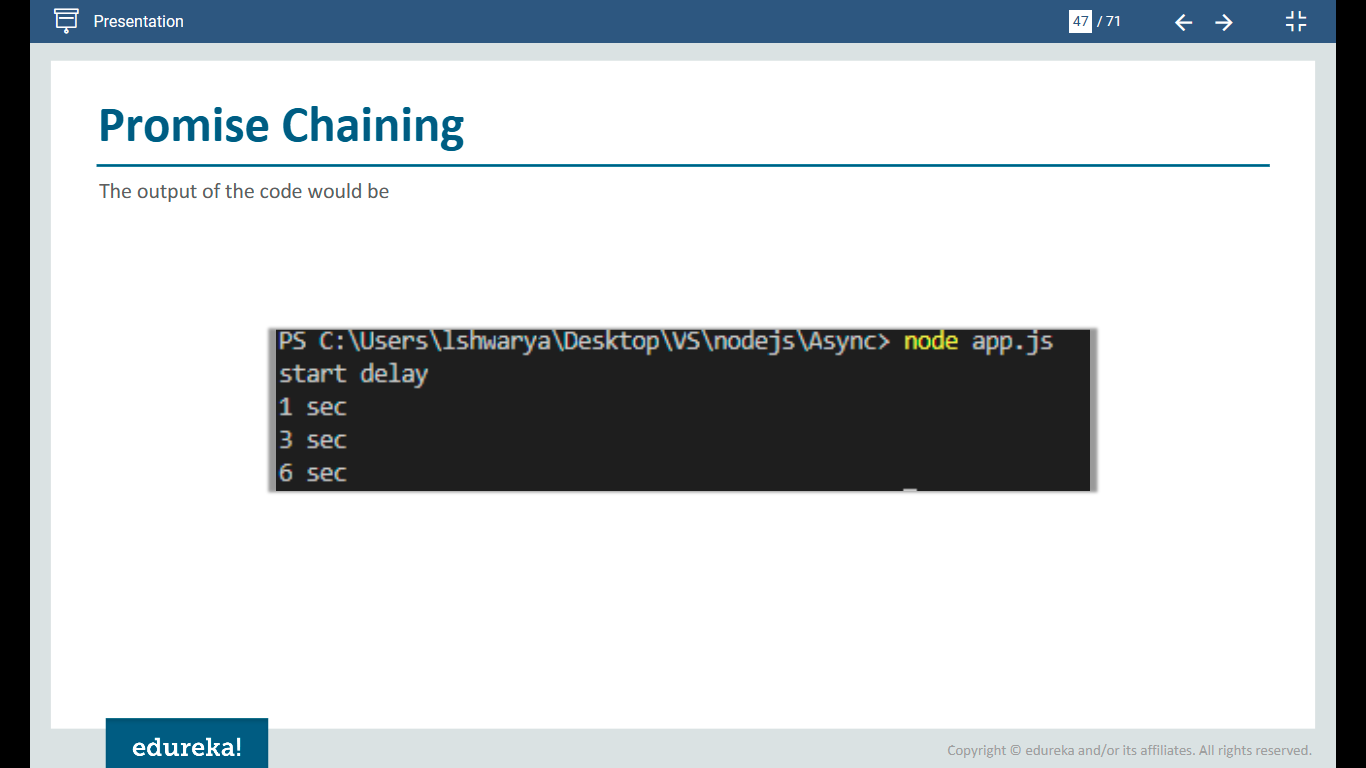 Presentation
47 / 71
Promise Chaining
The output of the code would be
PS C:\Users\lshwarya\Desktop\VS\nodejs\Async> node app.js
start delay
1 sec
3 sec
6 sec
edureka!
Copyright © edureka and/or its affiliates. All rights reserved.